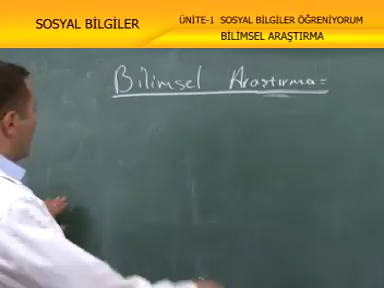 SOSYAL BİLGİLER
ÜNİTE-1 SOSYAL BİLGİLER ÖĞRENİYORUM
BİLİMSEL ARAŞTIRMA
Bilimsel Araştırma=